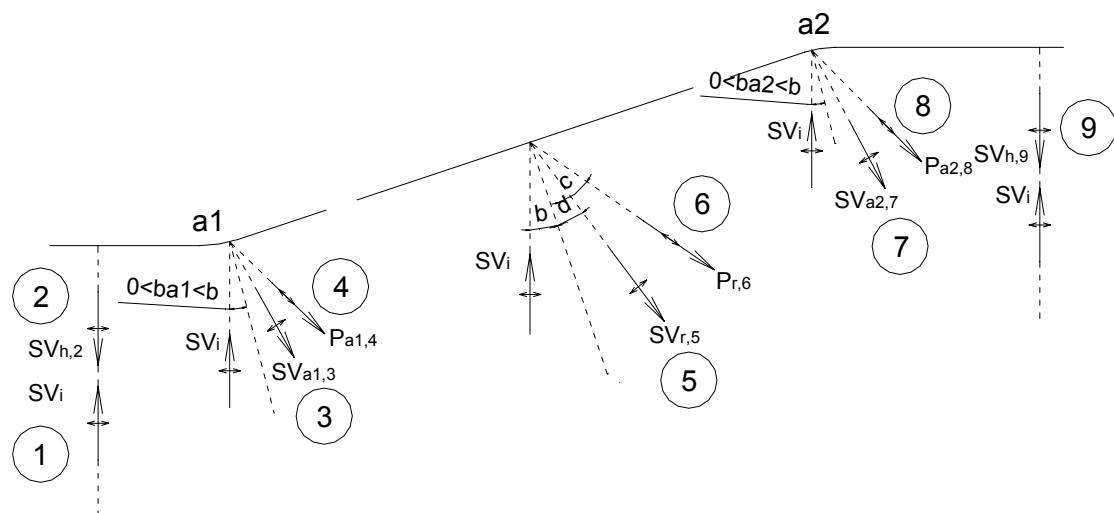 a2
0<ba2<b
8
SVi
9
Pa2,8
SVh,9
SVa2,7
SVi
7
a1
c
b
d
6
SVi
Pr,6
2
0<ba1<b
4
SVh,2
SVi
Pa1,4
SVr,5
SVi
SVa1,3
5
3
1